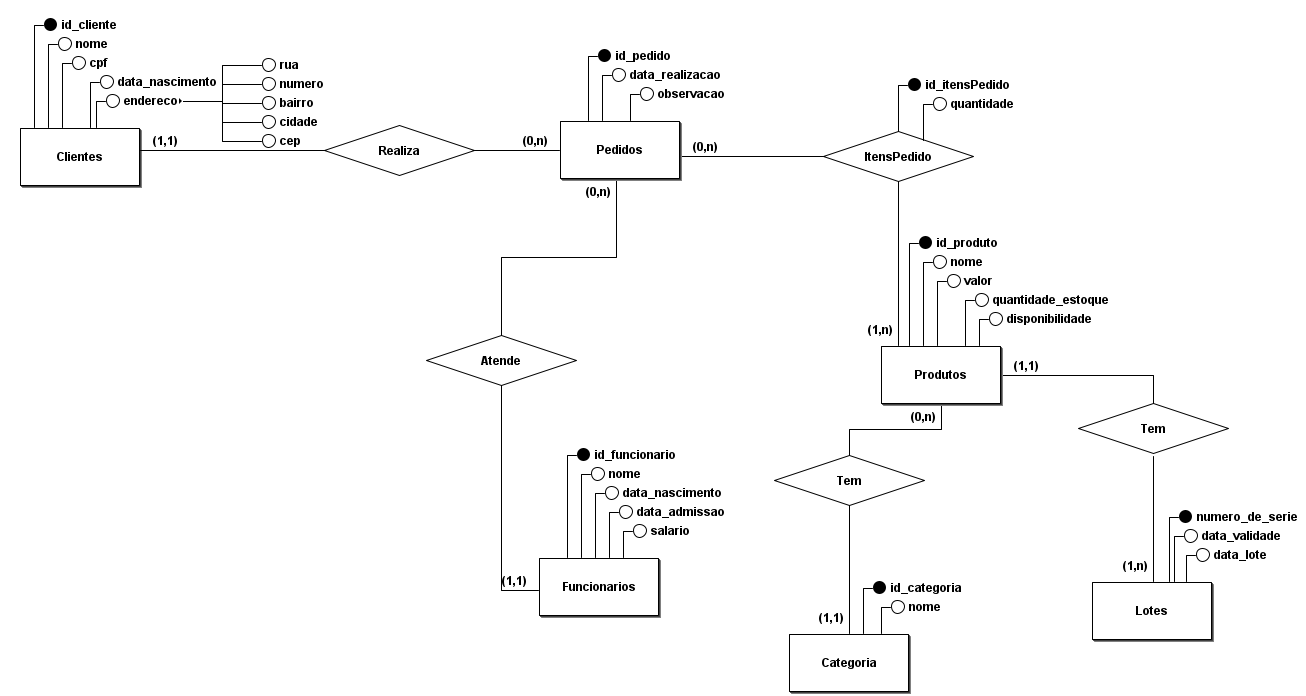 id_cliente
nome
cpf
data_nascimento
endereco
rua
numero
bairro
cidade
cep
Clientes
(1,1)
Realiza
(0,n)
id_pedido
data_realizacao
observacao
Pedidos
(0,n)
(0,n)
id_itensPedido
quantidade
ItensPedido
id_produto
nome
valor
quantidade_estoque
disponibilidade
(1,n)
Produtos
(1,1)
(0,n)
Atende
Tem
Tem
id_funcionario
nome
data_nascimento
data_admissao
salario
(1,1)
Funcionarios
id_categoria
nome
(1,1)
Categoria
numero_de_serie
data_validade
data_lote
(1,n)
Lotes